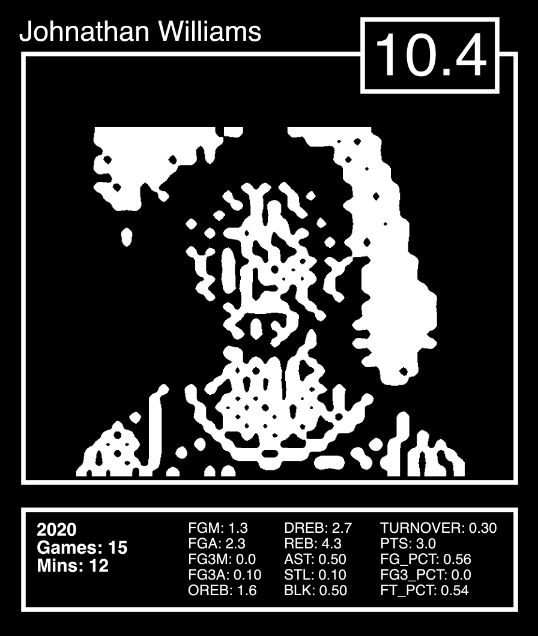 Johnathan Williams
10.4
2020
Games: 15
Mins: 12
FGM: 1.3
FGA: 2.3
FG3M: 0.0
FG3A: 0.10
OREB: 1.6
DREB: 2.7
REB: 4.3
AST: 0.50
STL: 0.10
BLK: 0.50
TURNOVER: 0.30
PTS: 3.0
FG_PCT: 0.56
FG3_PCT: 0.0
FT_PCT: 0.54